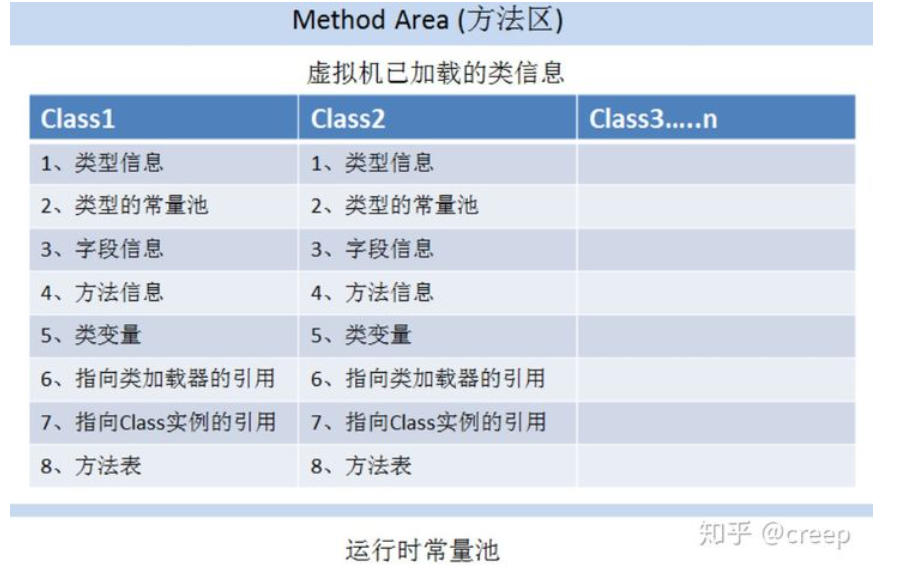 Method Area (方法区)
虚拟机已加载的类信息
Class1 Class2 Class3.....n
1、类型信息 1、类型信息
2、类型的常量池 2、类型的常量池
3、字段信息 3、字段信息
4、方法信息 4、方法信息
5、类变量 5、类变量
6、指向类加载器的引用 6、指向类加载器的引用
7、指向Class实例的引用 7、指向Class实例的引用
8、方法表 8、方法表
知乎 @creep
运行时常量池